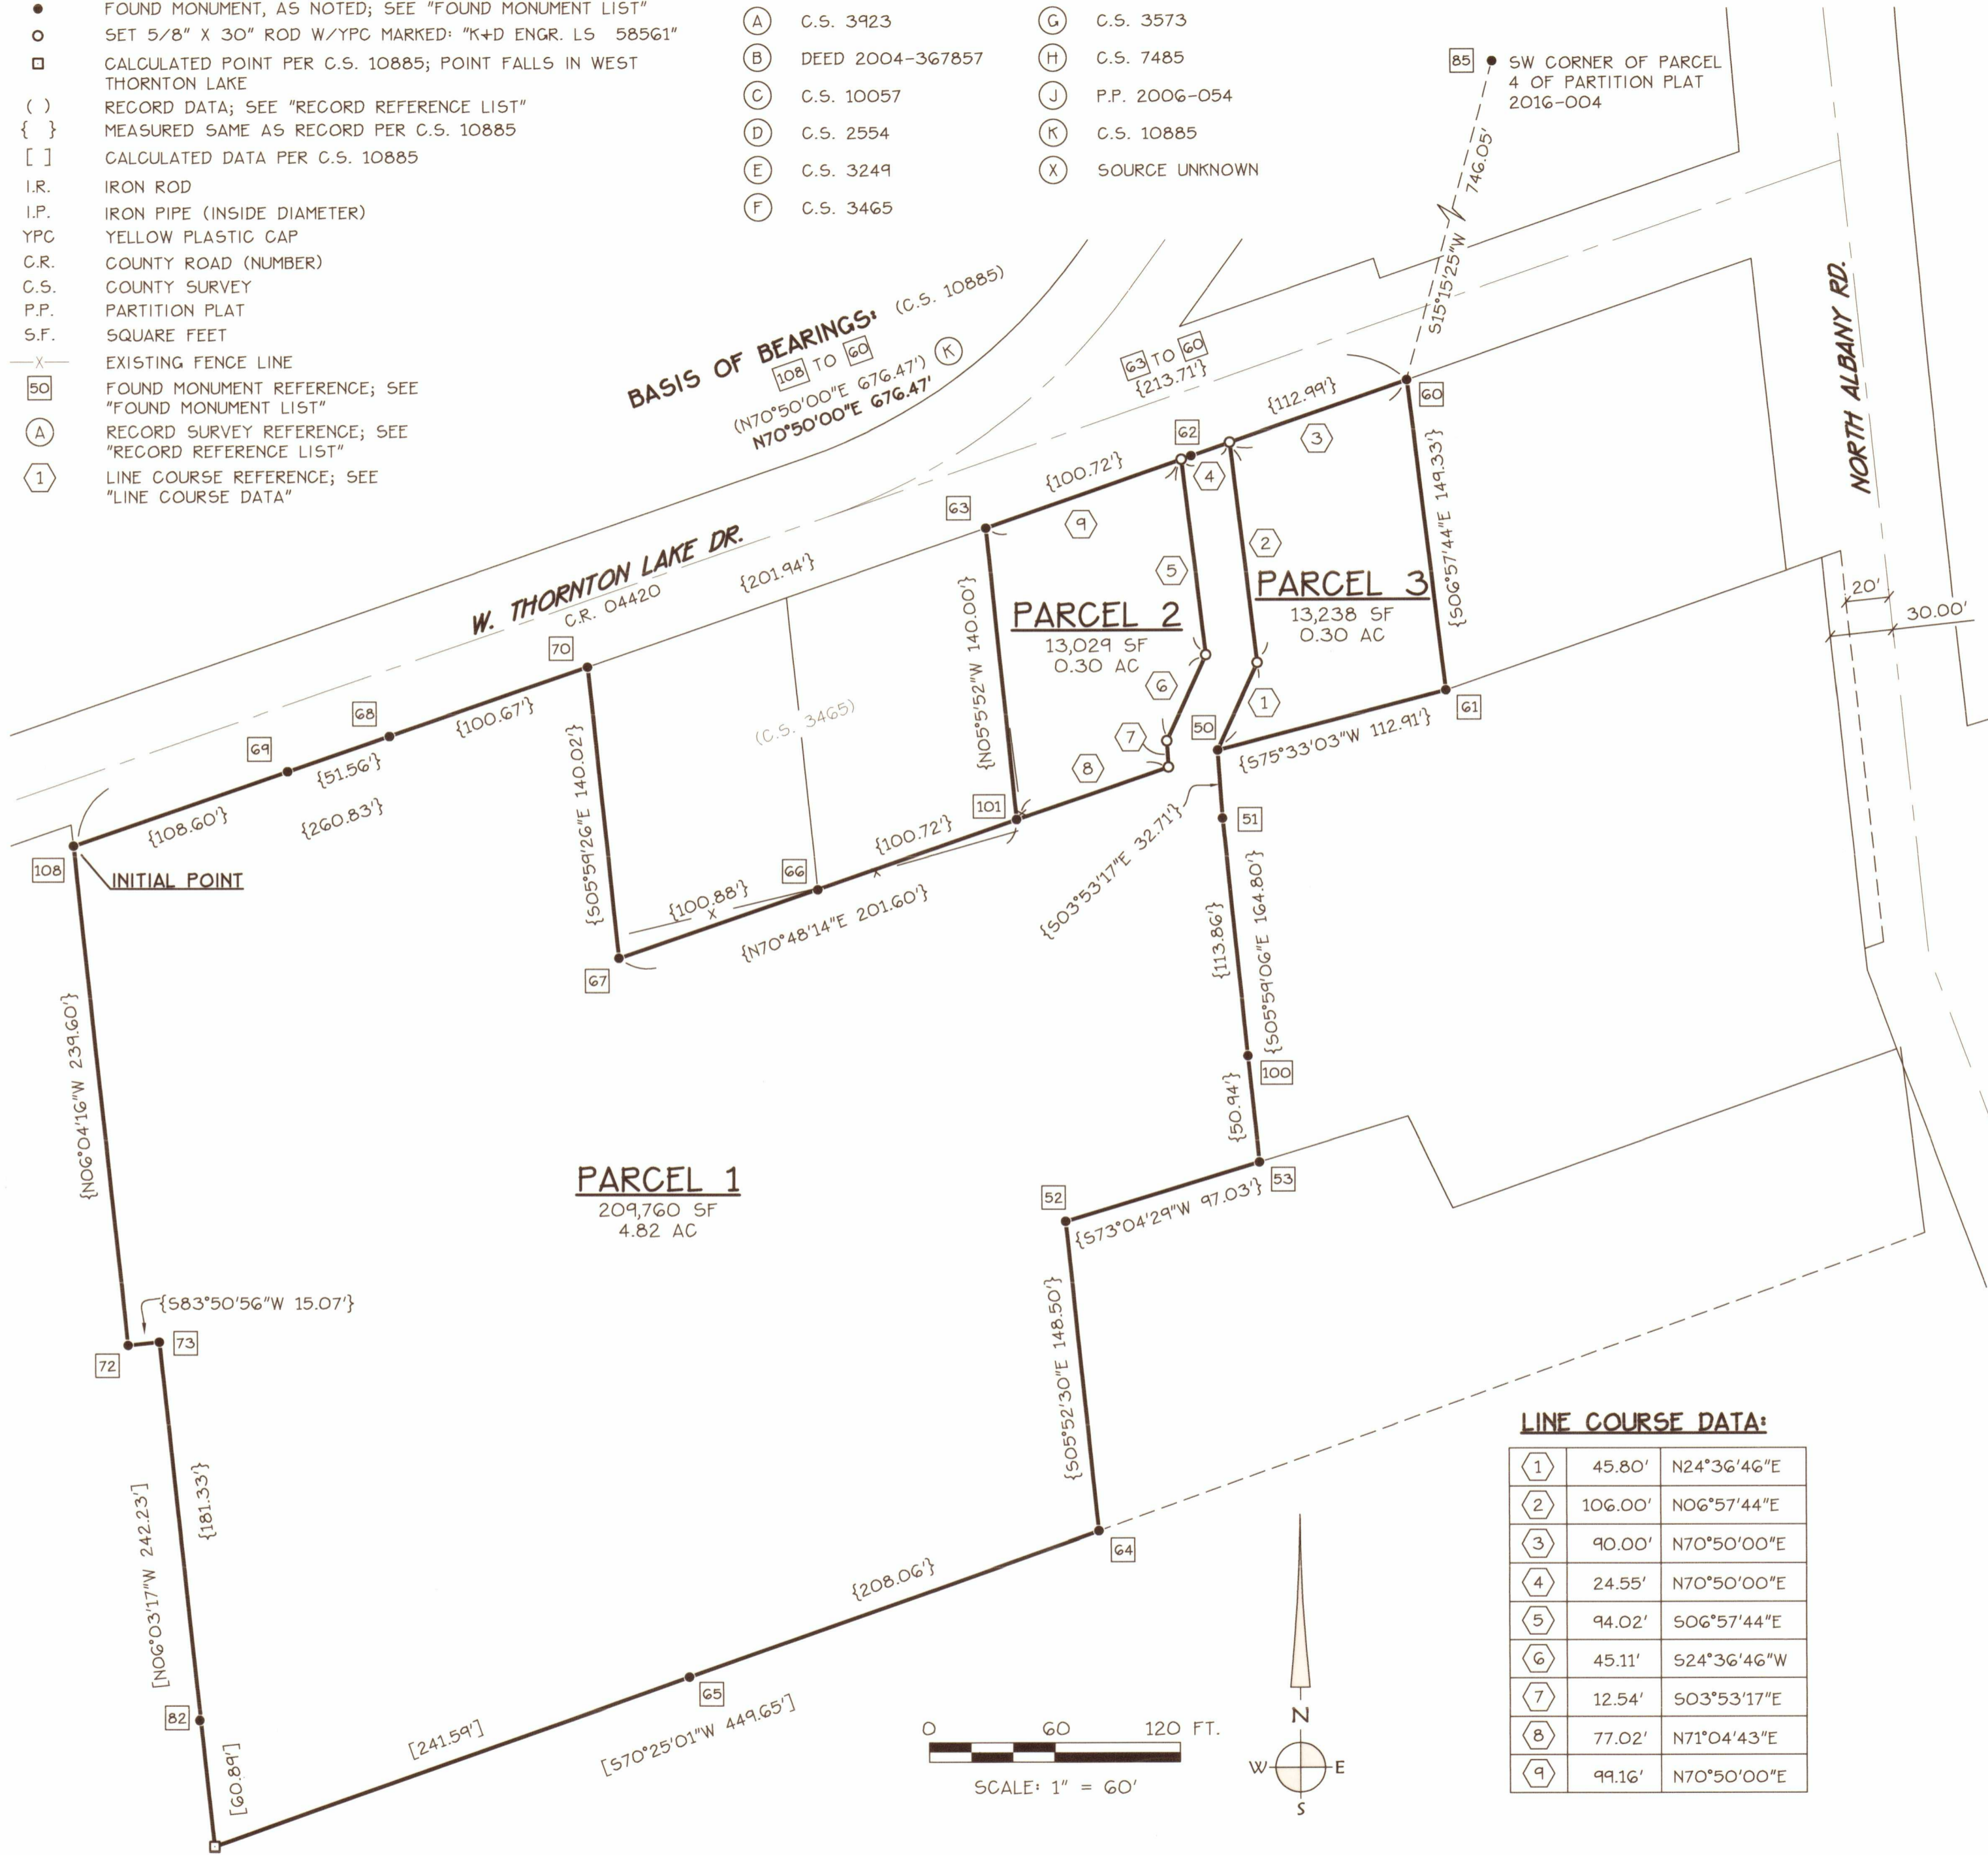 FOUND MONUMENT, AS NOTED; SEE "FOUND MONUMENT LIST"
SET 5/8" X 30" ROD W/YPC MARKED: "K+D ENGR. LS 58561"
CALCULATED POINT PER C.S. 10885; POINT FALLS IN WEST
THORNTON LAKE
( ) RECORD DATA; SEE "RECORD REFERENCE LIST"
{ } MEASURED SAME AS RECORD PER C.S. 10885
[ ] CALCULATED DATA PER C.S. 10885
I.R. IRON ROD
I.P. IRON PIPE (INSIDE DIAMETER)
YPC YELLOW PLASTIC CAP
C.R. COUNTY ROAD (NUMBER)
C.S. COUNTY SURVEY
P.P. PARTITION PLAT
S.F. SQUARE FEET
X EXISTING FENCE LINE
50 FOUND MONUMENT REFERENCE; SEE
"FOUND MONUMENT LIST"
A RECORD SURVEY REFERENCE; SEE
"RECORD REFERENCE LIST"
1 LINE COURSE REFERENCE; SEE
"LINE COURSE DATA"
A C.S. 3923
B DEED 2004-367857
C C.S. 10057
D C.S. 2554
E C.S. 3249
F C.S. 3465
G C.S. 3573
H C.S. 7485
J P.P. 2006-054
K C.S. 10885
X SOURCE UNKNOWN
85 SW CORNER OF PARCEL
4 OF PARTITION PLAT
2016-004
S15°15'25"W 746.05'
NORTH ALBANY RD.
BASIS OF BEARINGS: (C.S. 10885)
108 TO 60
(N70°50'00"E 676.47') K
N70°50'00"E 676.47'
63 TO 60
{213.71'}
{112.99'}
60
62
3
4
{100.72'}
63
9
2
5
{S06°57'44"E 149.33'}
W. THORNTON LAKE DR.
C.R. 04420
{201.94'}
PARCEL 2
13,029 SF
0.30 AC
PARCEL 3
13,238 SF
0.30 AC
20'
30.00'
{N05°5'52"W 140.00'}
70
68
69
{100.67'}
{51.56'}
{108.60'}
{260.83'}
108
INITIAL POINT
{S05°59'26"E 140.02'}
(C.S. 3465)
6
1
7
8
50
61
{S75°33'03"W 112.91'}
101
51
{S03°53'17"E 32.71'}
{100.72'}
66
{100.88'}
X
X
{N70°48'14"E 201.60'}
67
{113.86'}
{S05°59'06"E 164.80'}
100
{50.94'}
53
52
{S73°04'29"W 97.03'}
{N06°04'16"W 239.60'}
PARCEL 1
209,760 SF
4.82 AC
{S83°50'56"W 15.07'}
72
73
{S05°52'30"E 148.50'}
64
[N06°03'17"W 242.23']
{181.33'}
82
[60.89']
{208.06'}
65
[241.59']
[S70°25'01"W 449.65']
0 60 120 FT.
SCALE: 1" = 60'
N
W E
S
LINE COURSE DATA:
1 45.80' N24°36'46"E
2 106.00' N06°57'44"E
3 90.00' N70°50'00"E
4 24.55' N70°50'00"E
5 94.02' S06°57'44"E
6 45.11' S24°36'46"W
7 12.54' S03°53'17"E
8 77.02' N71°04'43"E
9 99.16' N70°50'00"E